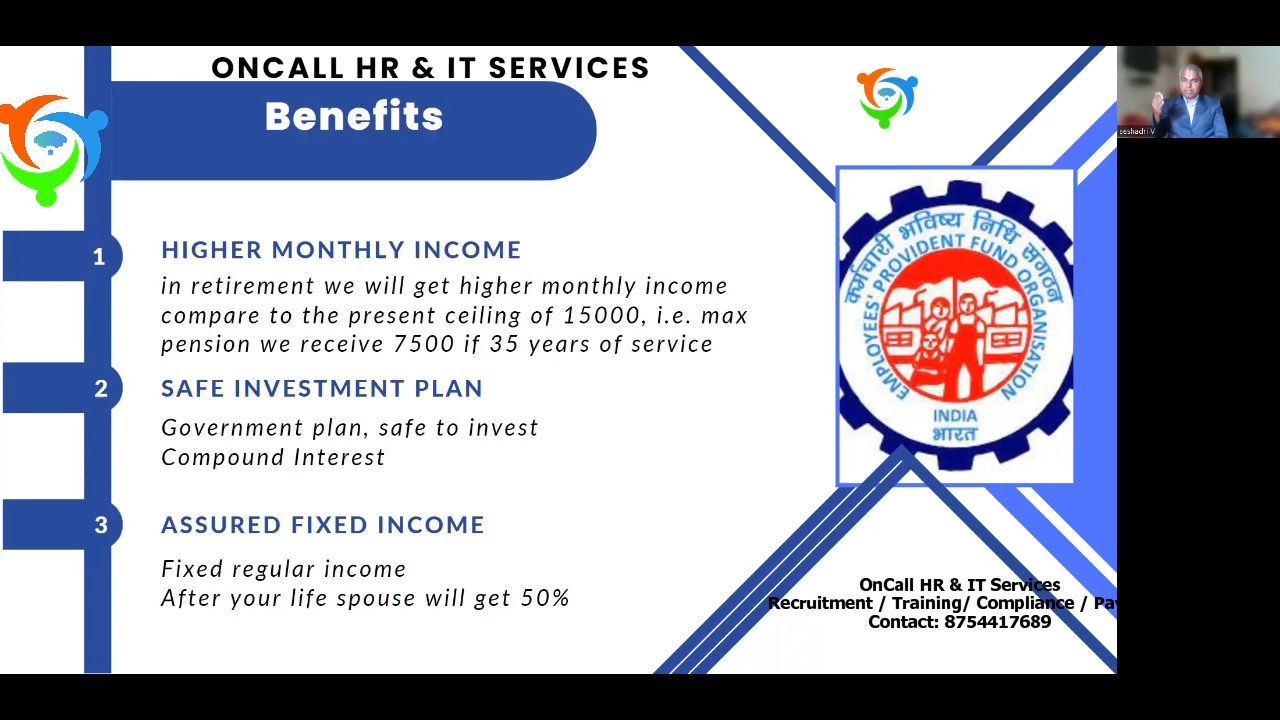 ONCALL HR & IT SERVICES
Benefits
1
HIGHER MONTHLY INCOME
in retirement we will get higher monthly income
compare to the present ceiling of 15000, i.e. max
pension we reccive 7500 if 35 years of service
2
SAFE INVESTMENT PLAN
Government plan, safe to invest
Compound Interest
3
ASSURED FIXED INCOME
Fixed regular income
After your life spouse will get 50%
कर्मचारी भविष्य निधि संगठन
EMPLOYEES' PROVIDENT FUND ORGANISATION
INDIA
भारत
OnCall HR & IT Services
Recruitment / Training/ Compliance / Pay
Contact: 8754417689
seshadri V